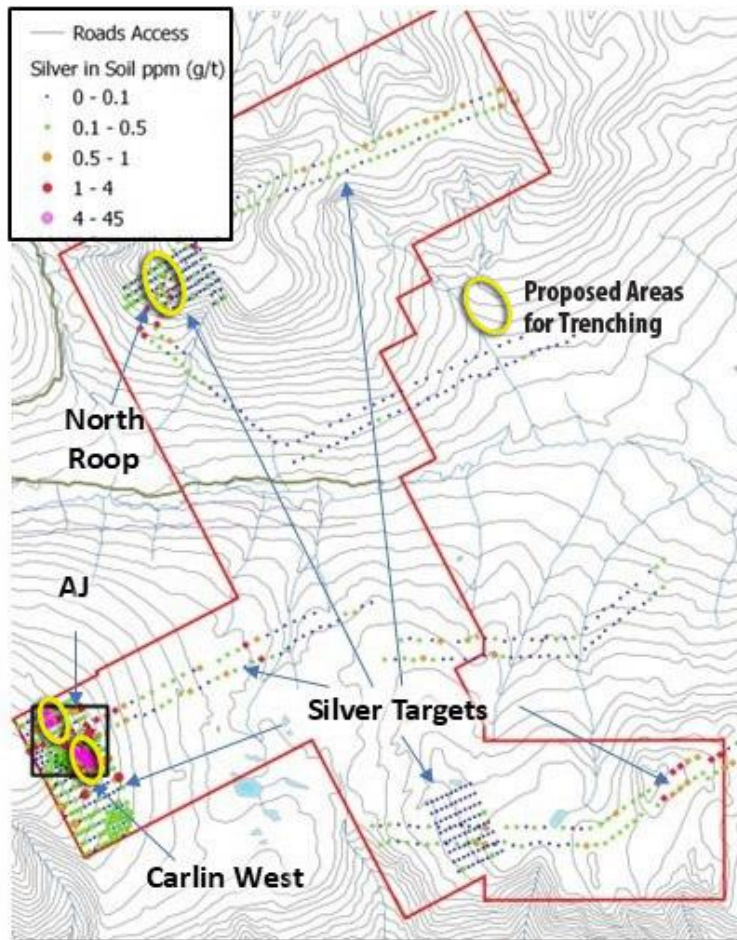 Roads Access
Silver in Soil ppm (g/t)
0 - 0.1
0.1 - 0.5
0.5 - 1
1 - 4
4 - 45
Proposed Areas
for Trenching
North
Roop
AJ
Silver Targets
Carlin West